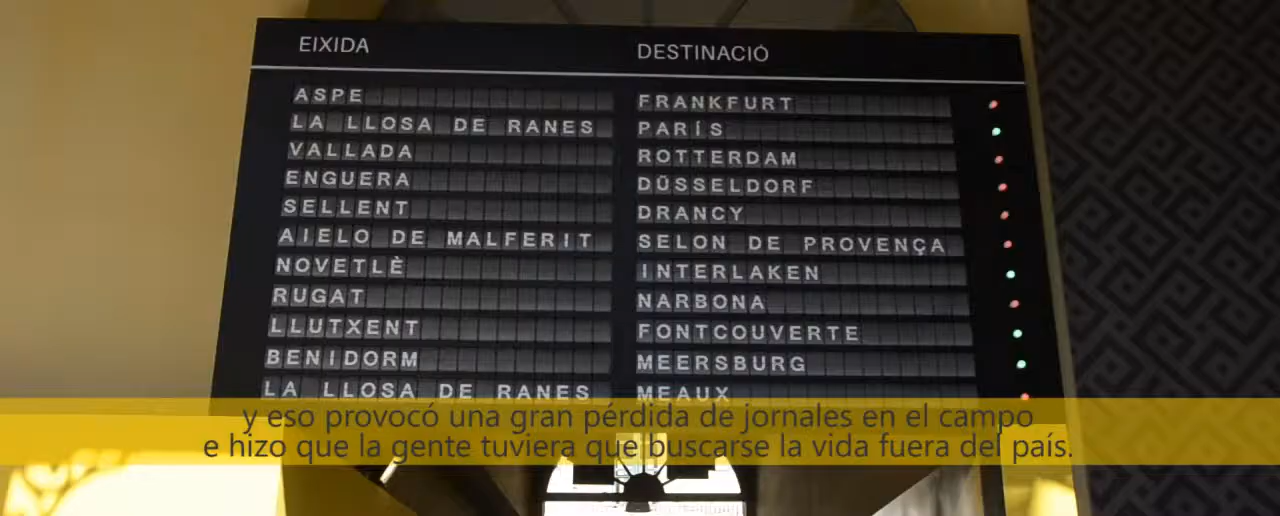 EIXIDA DESTINACIÓ
ASPE FRANKFURT
LA LLOSA DE RANES PARÍS
VALLADA ROTTERDAM
ENGUERA DÜSSELDORF
SELLENT DRANCY
AIELO DE MALFERIT SELON DE PROVENÇA
NOVETLÈ INTERLAKEN
RUGAT NARBONA
LLUTXENT FONTCOUVERTE
BENIDORM MEERSBURG
LA LLOSA DE RANES MEAUX
y eso provocó una gran pérdida de jornales en el campo
e hizo que la gente tuviera que buscarse la vida fuera del país.